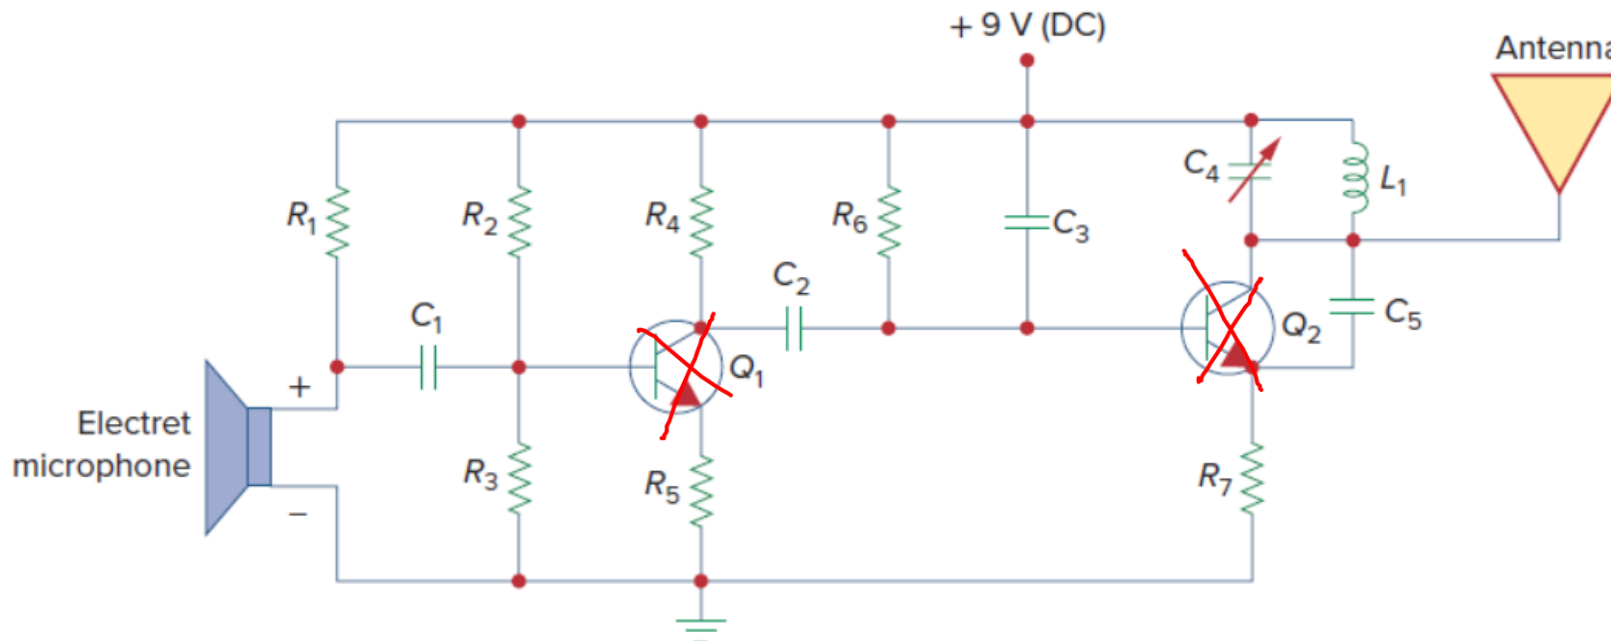 + 9 V (DC)
Antenna
C4
L1
R1
R2
R4
R6
C3
C2
C1
Q1
Q2
C5
+
Electret
microphone
−
R3
R5
R7